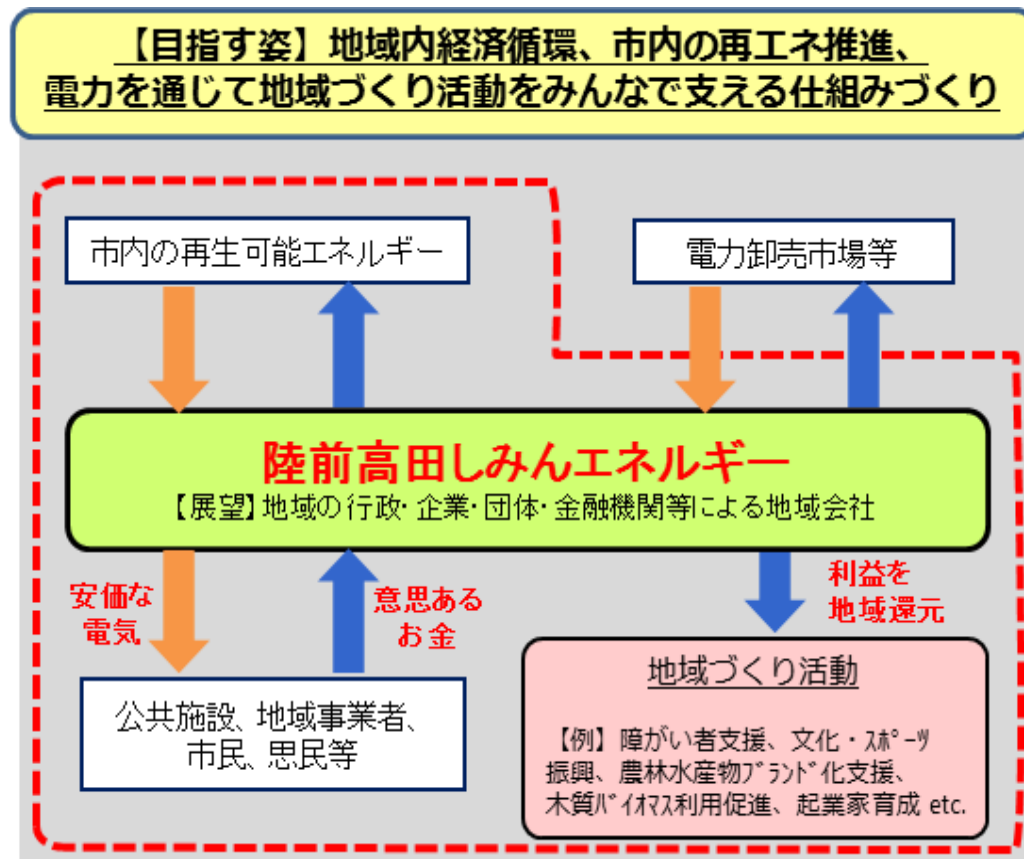 【目指す姿】地域内経済循環、市内の再エネ推進、
電力を通じて地域づくり活動をみんなで支える仕組みづくり
市内の再生可能エネルギー
電力卸売市場等
陸前高田しみんエネルギー
【展望】地域の行政・企業・団体・金融機関等による地域会社
安価な
電気
意思ある
お金
利益を
地域還元
公共施設、地域事業者、
市民、思民等
地域づくり活動
【例】障がい者支援、文化・ｽﾎﾟｰﾂ
振興、農林水産物ﾌﾞﾗﾝﾄﾞ化支援、
木質ﾊﾞｲｵﾏｽ利用促進、起業家育成 etc.